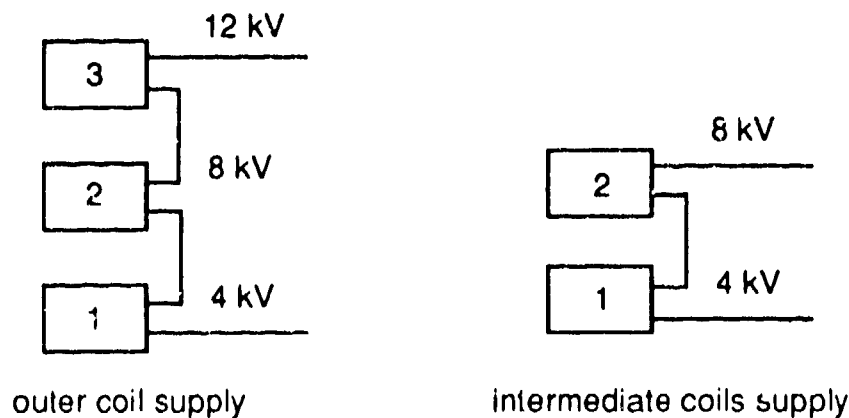 12 kV
3
8 kV
2
4 kV
1
outer coil supply
8 kV
2
4 kV
1
intermediate coils supply